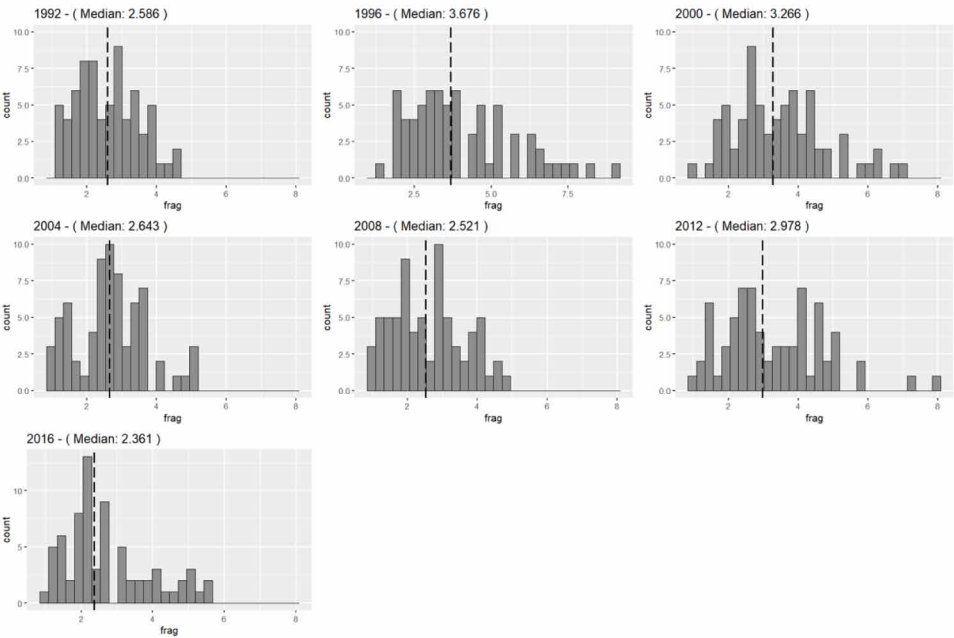 1992 - ( Median: 2.586 )
10.0
7.5
5.0
2.5
0.0
count
2 4 6 8
frag
1996 - ( Median: 3.676 )
10.0
7.5
5.0
2.5
0.0
count
2.5 5.0 7.5
frag
2000 - ( Median: 3.266 )
10.0
7.5
5.0
2.5
0.0
count
2 4 6 8
frag
2004 - ( Median: 2.643 )
10.0
7.5
5.0
2.5
0.0
count
2 4 6 8
frag
2008 - ( Median: 2.521 )
10.0
7.5
5.0
2.5
0.0
count
2 4 6 8
frag
2012 - ( Median: 2.978 )
10.0
7.5
5.0
2.5
0.0
count
2 4 6 8
frag
2016 - ( Median: 2.361 )
10
5
0
count
2 4 6 8
frag